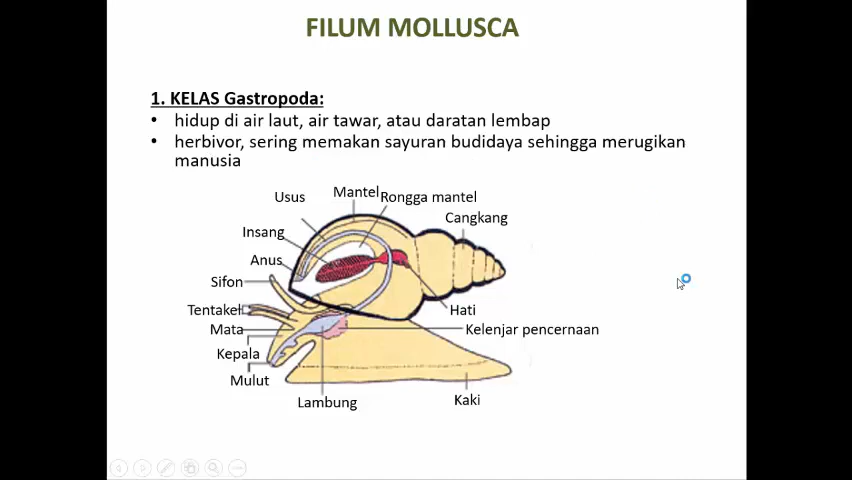 FILUM MOLLUSCA
1. KELAS Gastropoda:
• hidup di air laut, air tawar, atau daratan lembap
• herbivor, sering memakan sayuran budidaya sehingga merugikan
manusia
Usus
Mantel
Rongga mantel
Cangkang
Insang
Anus
Sifon
Tentakel
Hati
Mata
Kelenjar pencernaan
Kepala
Mulut
Lambung
Kaki